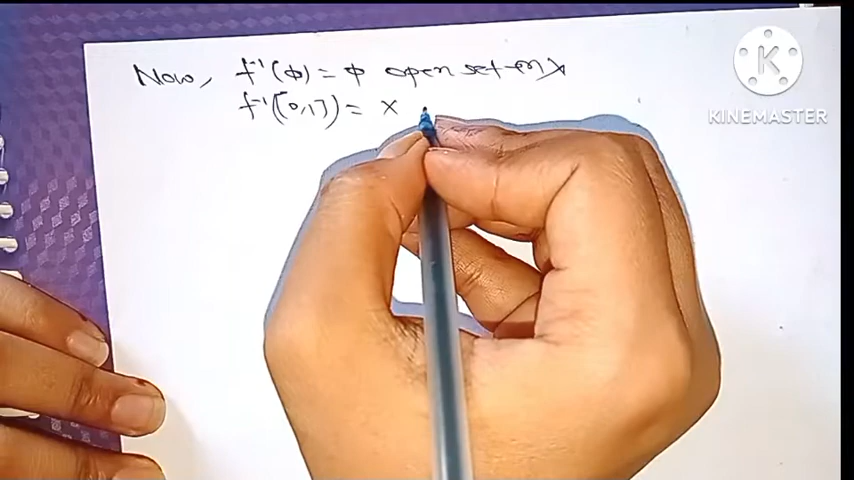 Now, f⁻¹(φ) = φ open set in X
f⁻¹([0,1]) = X
KINEMASTER